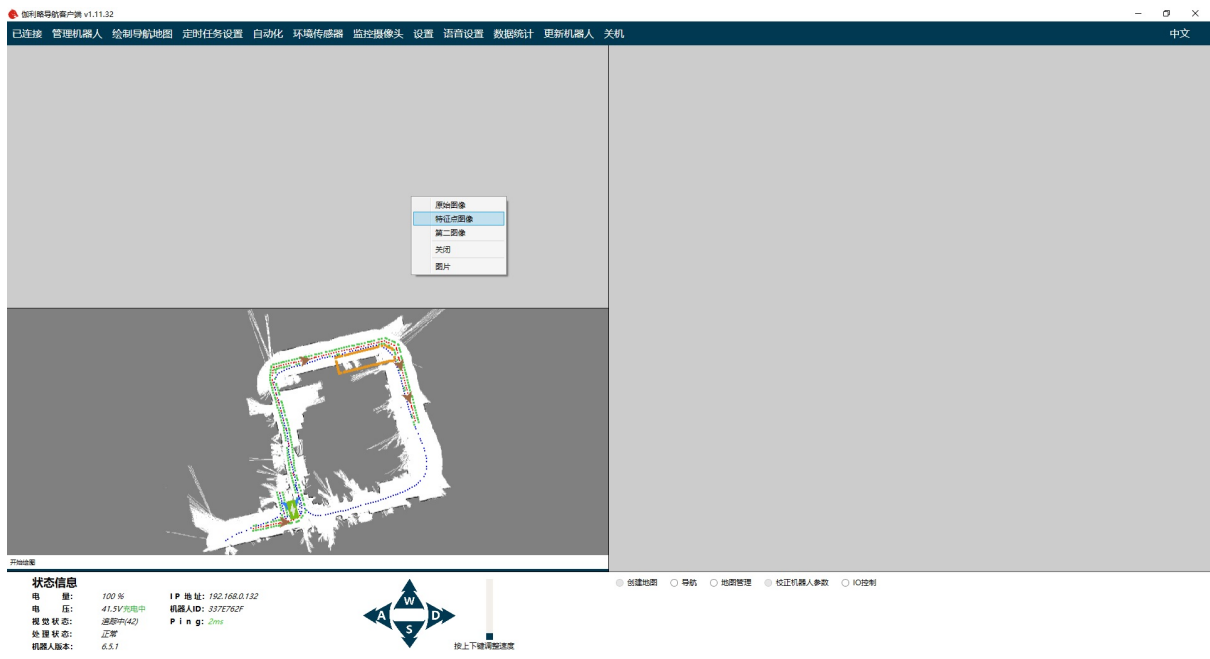 伽利略导航客户端 v1.11.32
已连接 管理机器人 绘制导航地图 定时任务设置 自动化 环境传感器 监控摄像头 设置 语音设置 数据统计 更新机器人 关机 中文
原始图像
特征点图像
第二图像
关闭
图片
开始绘图
状态信息
电 量: 100 % I P 地 址: 192.168.0.132
电 压: 41.5V充电中 机器人ID: 337E762F
视 觉 状 态: 追踪中(42) P i n g: 2ms
处 理 状 态: 正常
机器人版本: 6.5.1
W
A D
S
按上下键调整速度
创建地图 导航 地图管理 校正机器人参数 IO控制